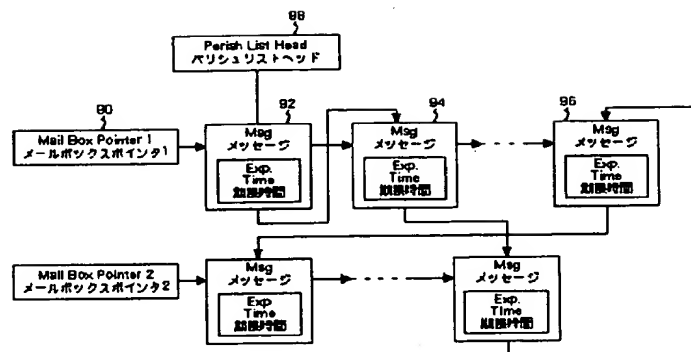 98
Perish List Head
パリシュリストヘッド
90
Mail Box Pointer 1
メールボックスポインタ1
92
Msg
メッセージ
Exp.
Time
期限時間
94
Msg
メッセージ
Exp.
Time
期限時間
96
Msg
メッセージ
Exp.
Time
期限時間
Mail Box Pointer 2
メールボックスポインタ2
Msg
メッセージ
Exp.
Time
期限時間
Msg
メッセージ
Exp.
Time
期限時間